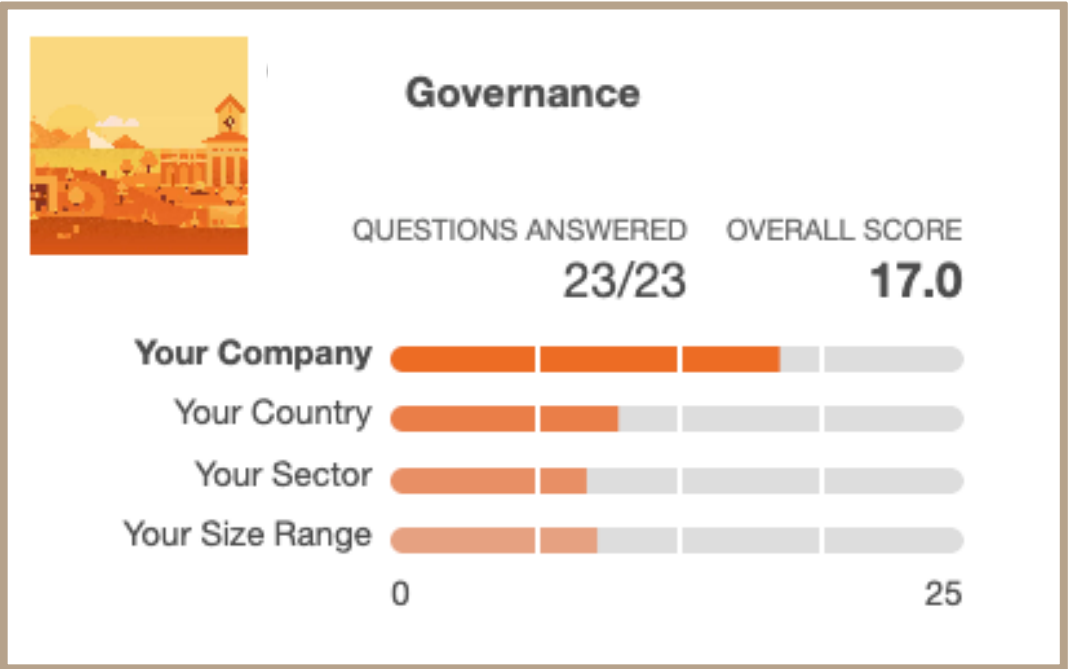 Governance
QUESTIONS ANSWERED OVERALL SCORE
23/23 17.0
Your Company
Your Country
Your Sector
Your Size Range
0 25